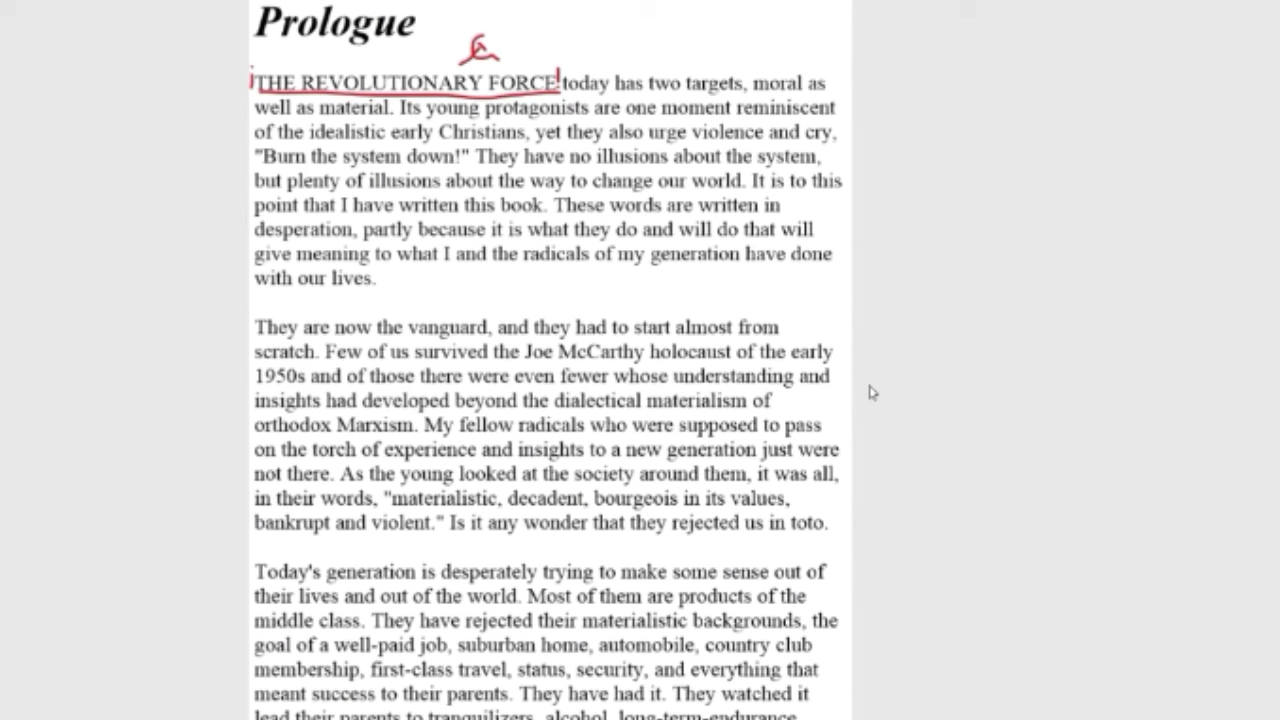 Prologue
THE REVOLUTIONARY FORCE today has two targets, moral as
well as material. Its young protagonists are one moment reminiscent
of the idealistic early Christians, yet they also urge violence and cry,
"Burn the system down!" They have no illusions about the system,
but plenty of illusions about the way to change our world. It is to this
point that I have written this book. These words are written in
desperation, partly because it is what they do and will do that will
give meaning to what I and the radicals of my generation have done
with our lives.
They are now the vanguard, and they had to start almost from
scratch. Few of us survived the Joe McCarthy holocaust of the early
1950s and of those there were even fewer whose understanding and
insights had developed beyond the dialectical materialism of
orthodox Marxism. My fellow radicals who were supposed to pass
on the torch of experience and insights to a new generation just were
not there. As the young looked at the society around them, it was all,
in their words, "materialistic, decadent, bourgeois in its values,
bankrupt and violent." Is it any wonder that they rejected us in toto.
Today's generation is desperately trying to make some sense out of
their lives and out of the world. Most of them are products of the
middle class. They have rejected their materialistic backgrounds, the
goal of a well-paid job, suburban home, automobile, country club
membership, first-class travel, status, security, and everything that
meant success to their parents. They have had it. They watched it
lead their parents to tranquilizers, alcohol, long-term-endurance